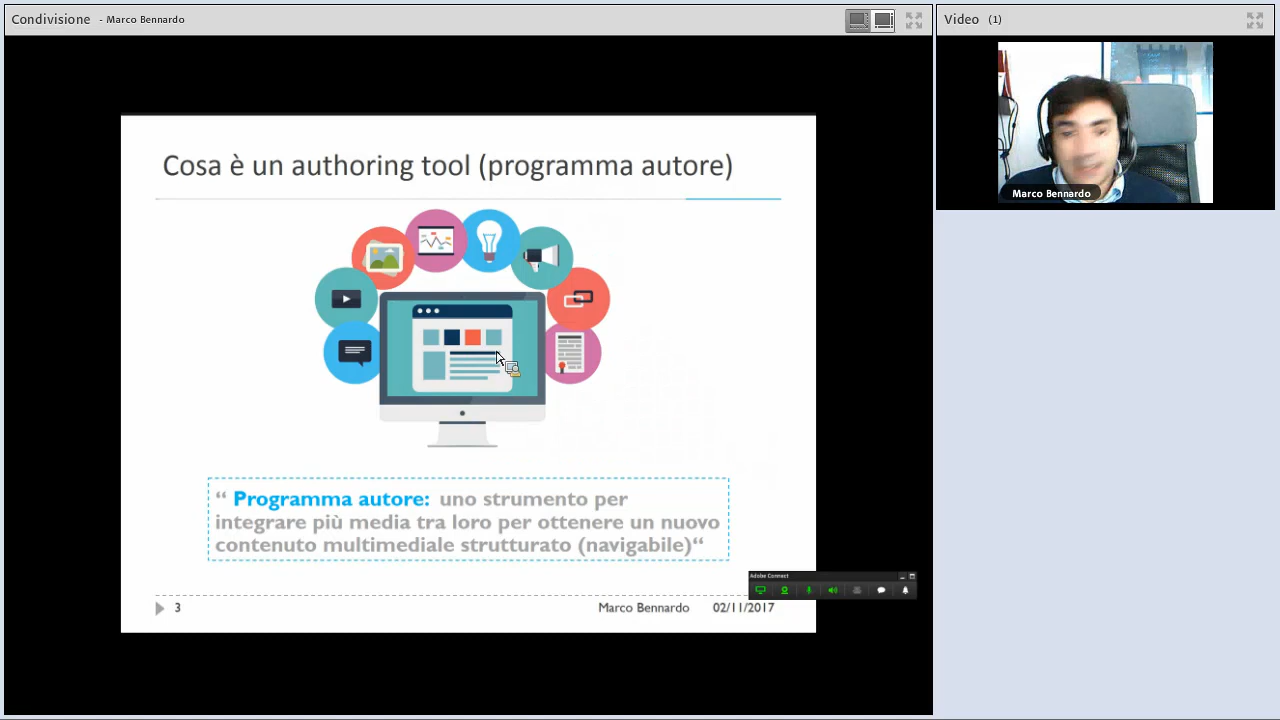 Condivisione - Marco Bennardo
Video (1)
Marco Bennardo
Cosa è un authoring tool (programma autore)
“ Programma autore: uno strumento per
integrare più media tra loro per ottenere un nuovo
contenuto multimediale strutturato (navigabile)“
Adobe Connect
3
Marco Bennardo 02/11/2017